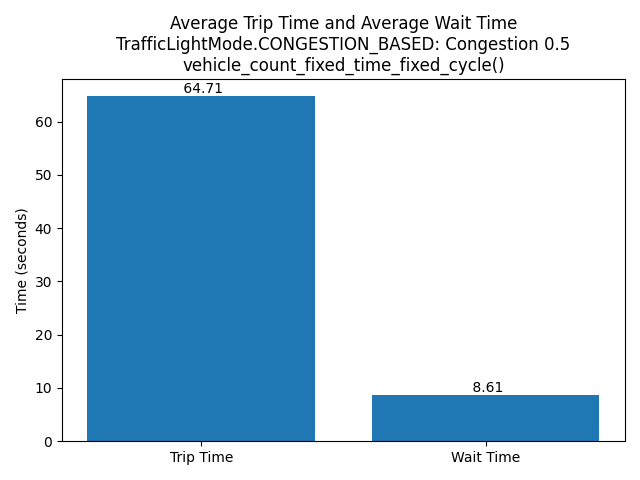 Average Trip Time and Average Wait Time
TrafficLightMode.CONGESTION_BASED: Congestion 0.5
vehicle_count_fixed_time_fixed_cycle()
64.71
60
50
40
30
20
10
0
Time (seconds)
8.61
Trip Time
Wait Time